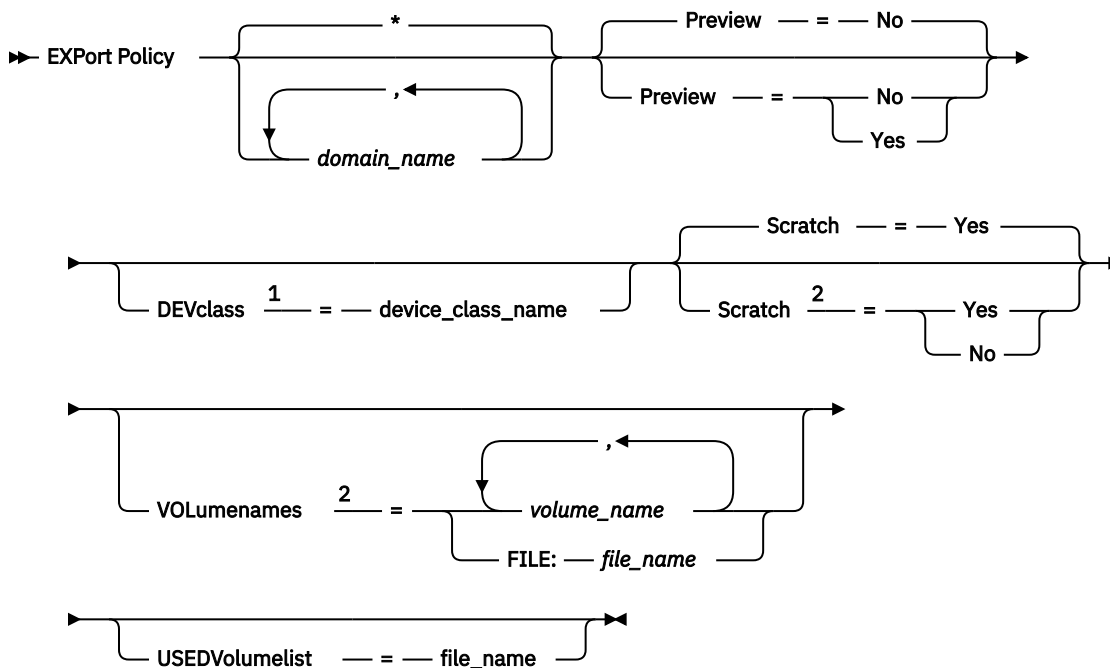 *
Preview = No
EXPort Policy
,
Preview = No
Yes
domain_name
Scratch = Yes
DEVclass 1 = device_class_name
Scratch 2 = Yes
No
,
VOLumenames 2 = volume_name
FILE: file_name
USEDVolumelist = file_name